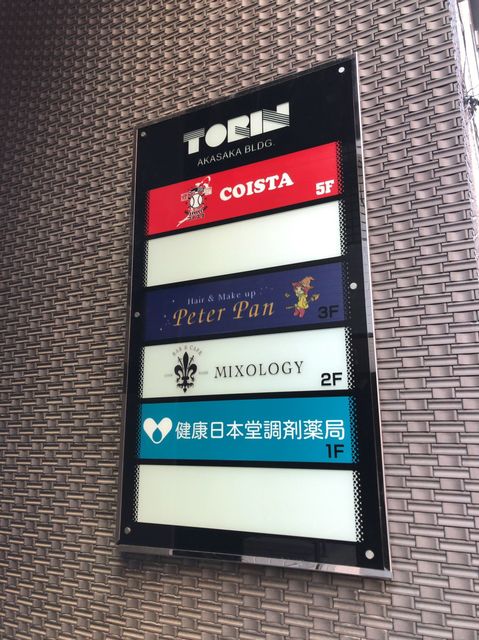 TORIN
AKASAKA BLDG.
COISTA
5F
Hair & Make up
Peter Pan
3F
BAR & CAFE
MIXOLOGY
2F
健康日本堂調剤薬局
1F